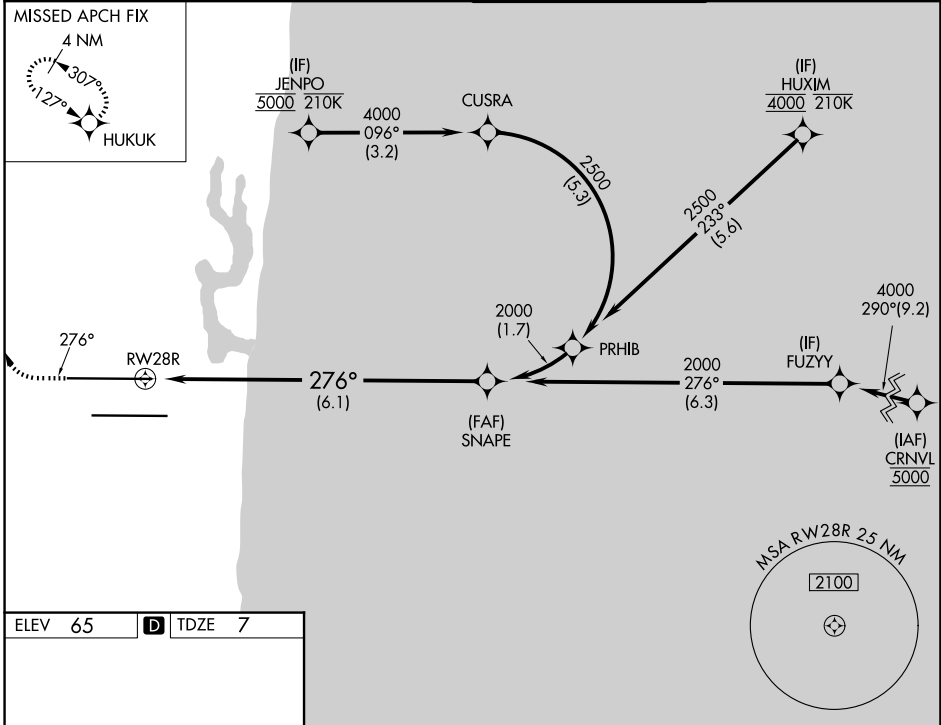 MISSED APCH FIX
4 NM
307°
127°
HUKUK
(IF)
JENPO
5000 210K
4000
096°
(3.2)
CUSRA
2500
(5.3)
(IF)
HUXIM
4000 210K
2500
233°
(5.6)
2000
(1.7)
PRHIB
4000
290°(9.2)
(IF)
FUZYY
276°
RW28R
276°
(6.1)
2000
276°
(6.3)
(FAF)
SNAPE
(IAF)
CRNVL
5000
MSA RW28R 25 NM
2100
ELEV 65 D TDZE 7